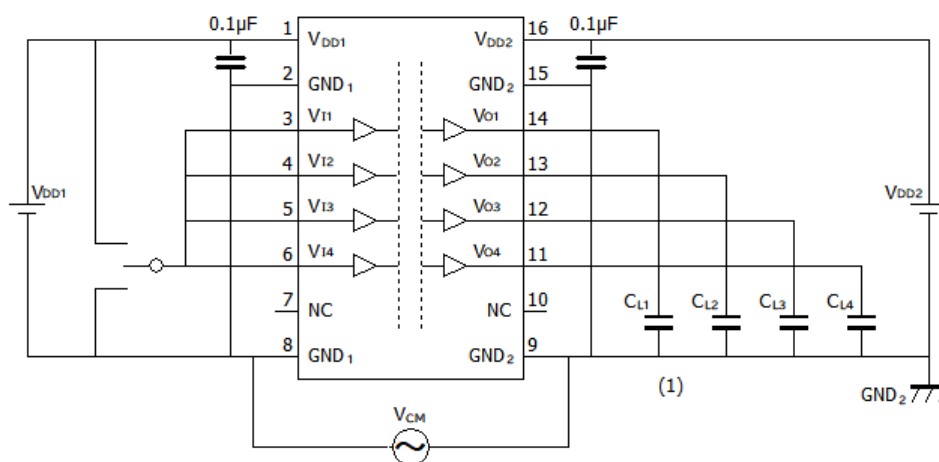 0.1μF 1 16 0.1μF
VDD1 VDD2
2 15
GND1 GND2
3 VI1 VO1 14
4 VI2 VO2 13
VDD1 5 VI3 VO3 12 VDD2
6 VI4 VO4 11
7 NC NC 10 CL1 CL2 CL3 CL4
8 GND1 GND2 9
(1) GND2
VCM